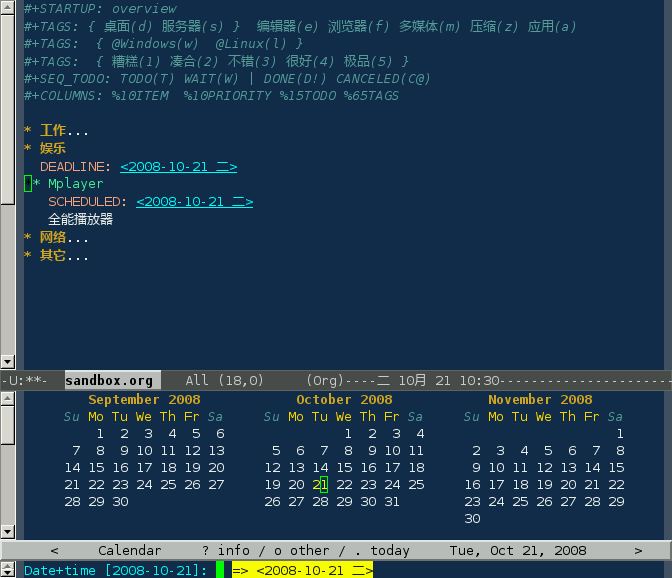 #+STARTUP: overview
#+TAGS: { 桌面(d) 服务器(s) }  编辑器(e) 浏览器(f) 多媒体(m) 压缩(z) 应用(a)
#+TAGS:  { @Windows(w)  @Linux(l) }
#+TAGS:  { 糟糕(1) 凑合(2) 不错(3) 很好(4) 极品(5) }
#+SEQ_TODO: TODO(T) WAIT(W) | DONE(D!) CANCELED(C@)
#+COLUMNS: %10ITEM  %10PRIORITY %15TODO %65TAGS
* 工作...
* 娱乐
DEADLINE: <2008-10-21 二>
* Mplayer
SCHEDULED: <2008-10-21 二>
全能播放器
* 网络...
* 其它...
-U:**-  sandbox.org    All (18,0)     (Org)----二 10月 21 10:30----------------------
September 2008 October 2008 November 2008
Su Mo Tu We Th Fr Sa Su Mo Tu We Th Fr Sa Su Mo Tu We Th Fr Sa
1 2 3 4 5 6 1 2 3 4 1
7 8 9 10 11 12 13 5 6 7 8 9 10 11 2 3 4 5 6 7 8
14 15 16 17 18 19 20 12 13 14 15 16 17 18 9 10 11 12 13 14 15
21 22 23 24 25 26 27 19 20 21 22 23 24 25 16 17 18 19 20 21 22
28 29 30 26 27 28 29 30 31 23 24 25 26 27 28 29
30
< Calendar ? info / o other / . today Tue, Oct 21, 2008 >
Date+time [2008-10-21]: => <2008-10-21 二>